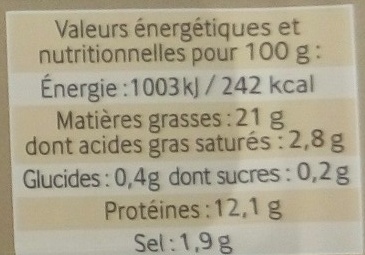 Valeurs énergétiques et
nutritionnelles pour 100 g :
Énergie : 1003 kJ / 242 kcal
Matières grasses : 21 g
dont acides gras saturés : 2,8 g
Glucides : 0,4g dont sucres : 0,2 g
Protéines : 12,1 g
Sel : 1,9 g